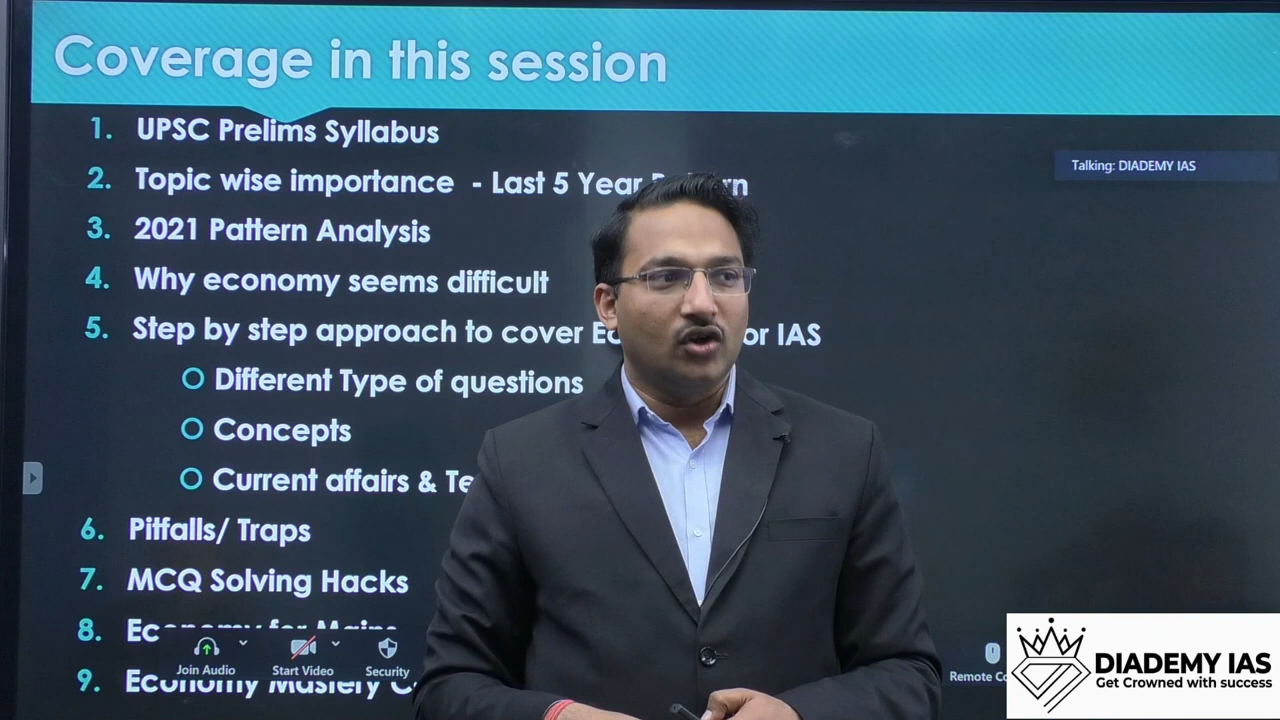 Coverage in this session
1. UPSC Prelims Syllabus
Talking: DIADEMY IAS
2. Topic wise importance - Last 5 Year
3. 2021 Pattern Analysis
4. Why economy seems difficult
5. Step by step approach to cover or IAS
Different Type of questions
Concepts
Current affairs &
6. Pitfalls/ Traps
7. MCQ Solving Hacks
8.
Join Audio
Start Video
Security
Remote
9. Economy Mastery
DIADEMY IAS
Get Crowned with success